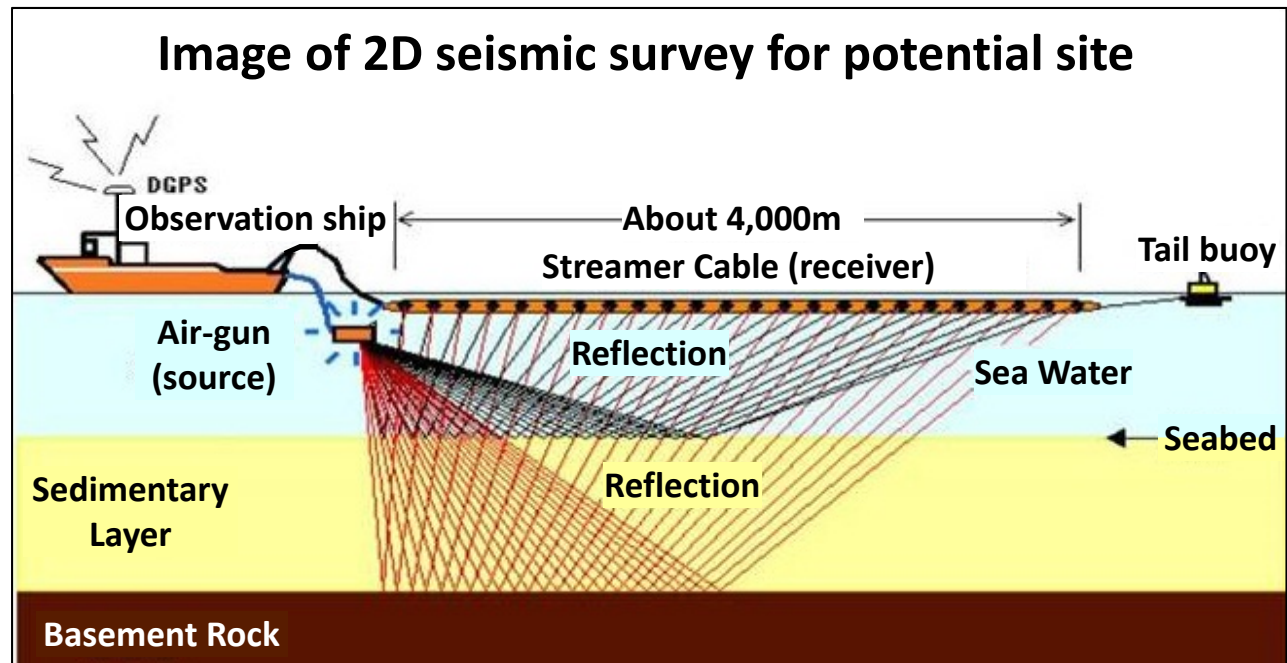 Image of 2D seismic survey for potential site
DGPS
Observation ship
About 4,000m
Streamer Cable (receiver)
Tail buoy
Air-gun
(source)
Reflection
Sea Water
Seabed
Sedimentary
Layer
Reflection
Basement Rock